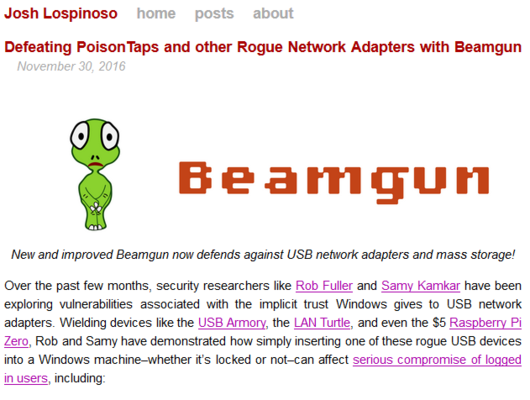 Josh Lospinoso home posts about
Defeating PoisonTaps and other Rogue Network Adapters with Beamgun
November 30, 2016
Beamgun
New and improved Beamgun now defends against USB network adapters and mass storage!
Over the past few months, security researchers like Rob Fuller and Samy Kamkar have been
exploring vulnerabilities associated with the implicit trust Windows gives to USB network
adapters. Wielding devices like the USB Armory, the LAN Turtle, and even the $5 Raspberry Pi
Zero, Rob and Samy have demonstrated how simply inserting one of these rogue USB devices
into a Windows machine–whether it's locked or not–can affect serious compromise of logged
in users, including: